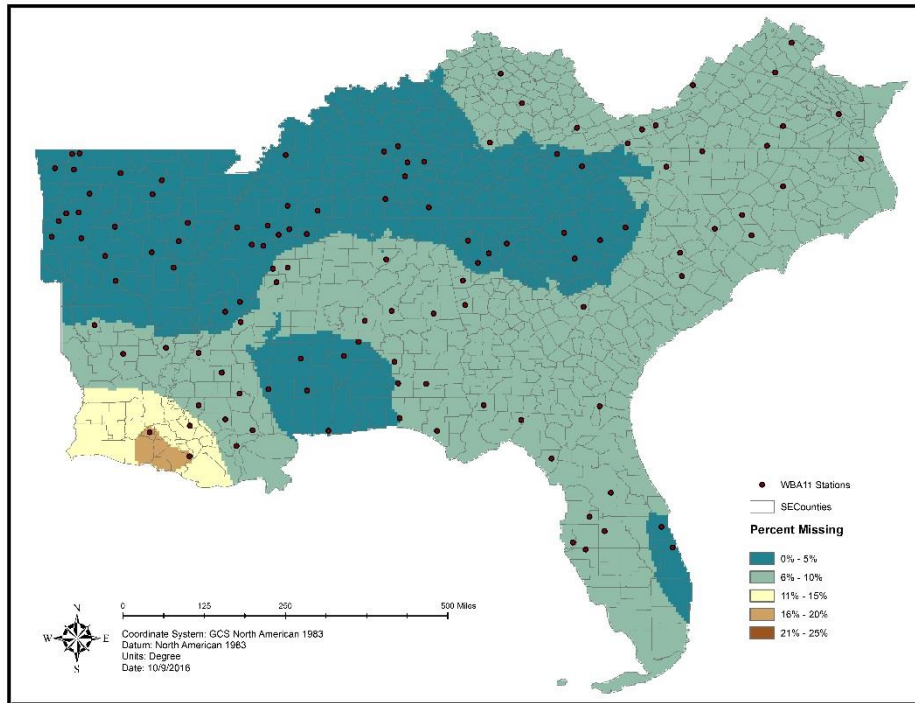 WBA11 Stations
SECounties
Percent Missing
0% - 5%
6% - 10%
11% - 15%
16% - 20%
21% - 25%
0 125 250 500 Miles
N
W E
S
Coordinate System: GCS North American 1983
Datum: North American 1983
Units: Degree
Date: 10/9/2016